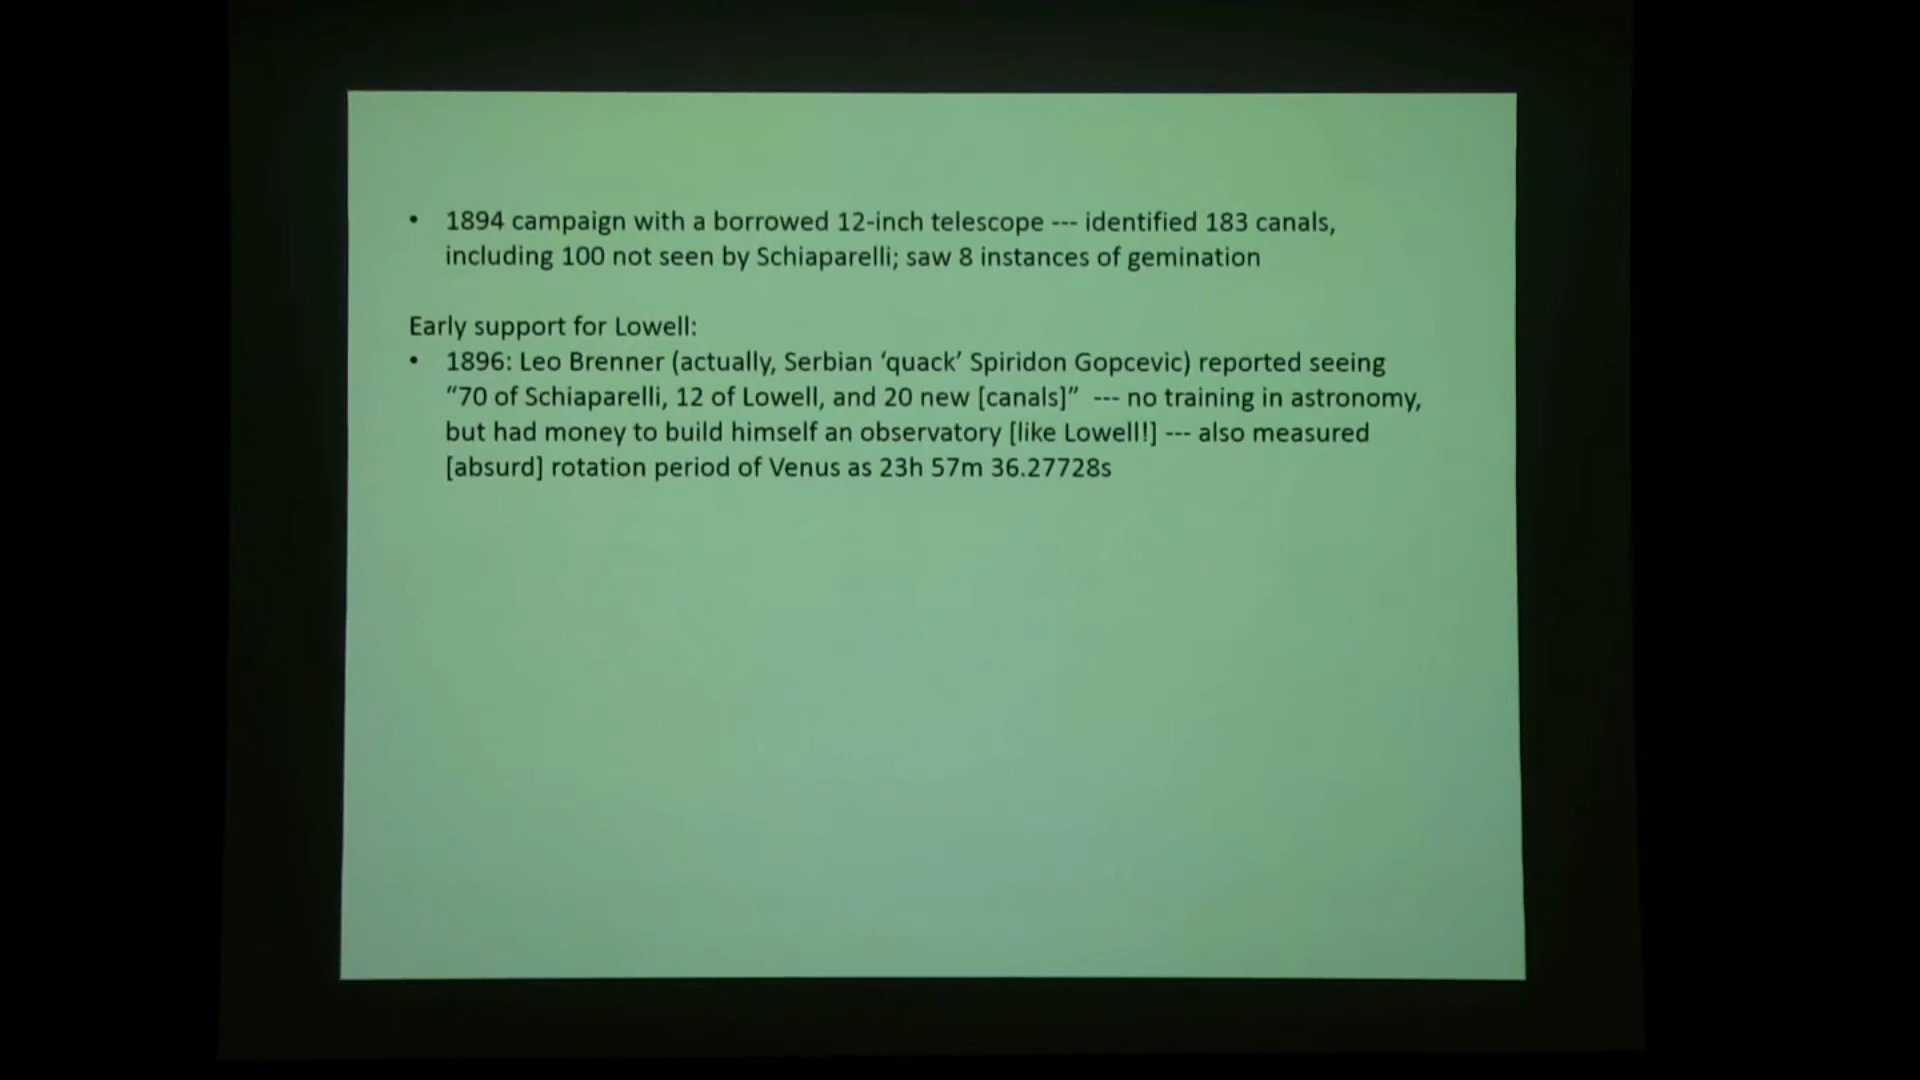 • 1894 campaign with a borrowed 12-inch telescope --- identified 183 canals,
including 100 not seen by Schiaparelli; saw 8 instances of gemination
Early support for Lowell:
• 1896: Leo Brenner (actually, Serbian ‘quack’ Spiridon Gopcevic) reported seeing
“70 of Schiaparelli, 12 of Lowell, and 20 new [canals]” --- no training in astronomy,
but had money to build himself an observatory [like Lowell!] --- also measured
[absurd] rotation period of Venus as 23h 57m 36.27728s